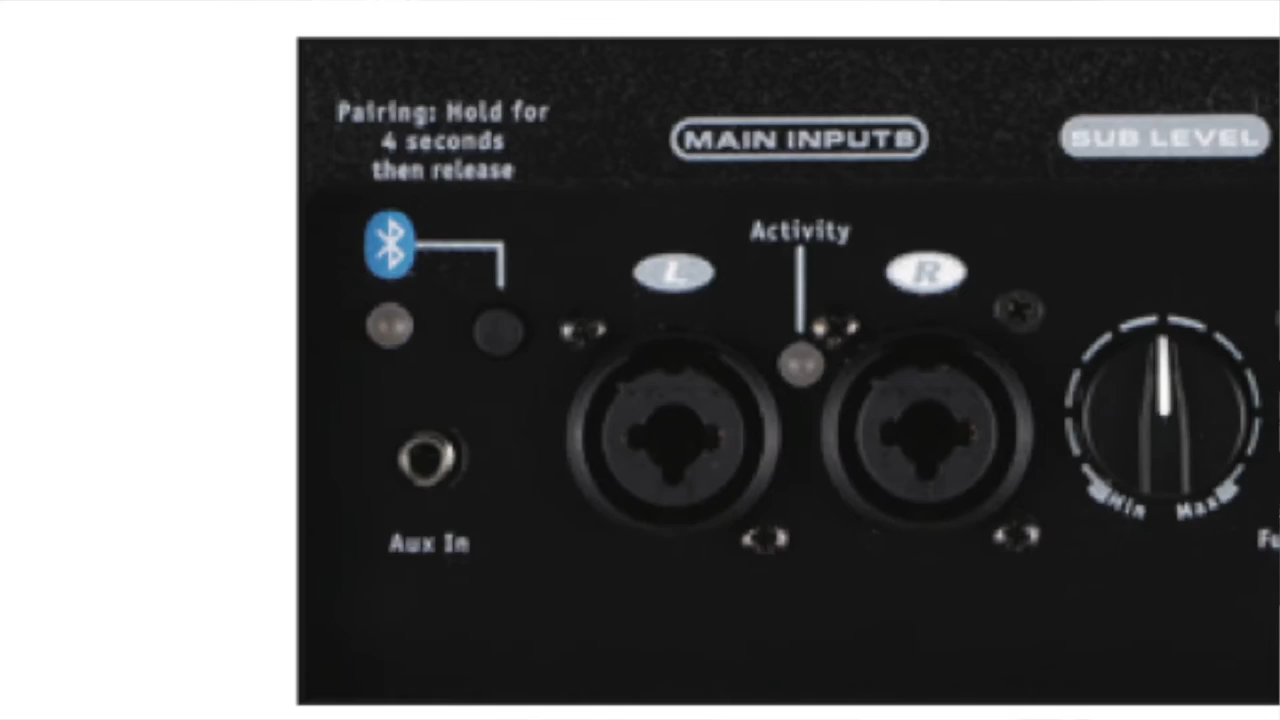 Pairing: Hold for
4 seconds
then release
MAIN INPUTS
SUB LEVEL
Activity
L
R
Min Max
Aux In